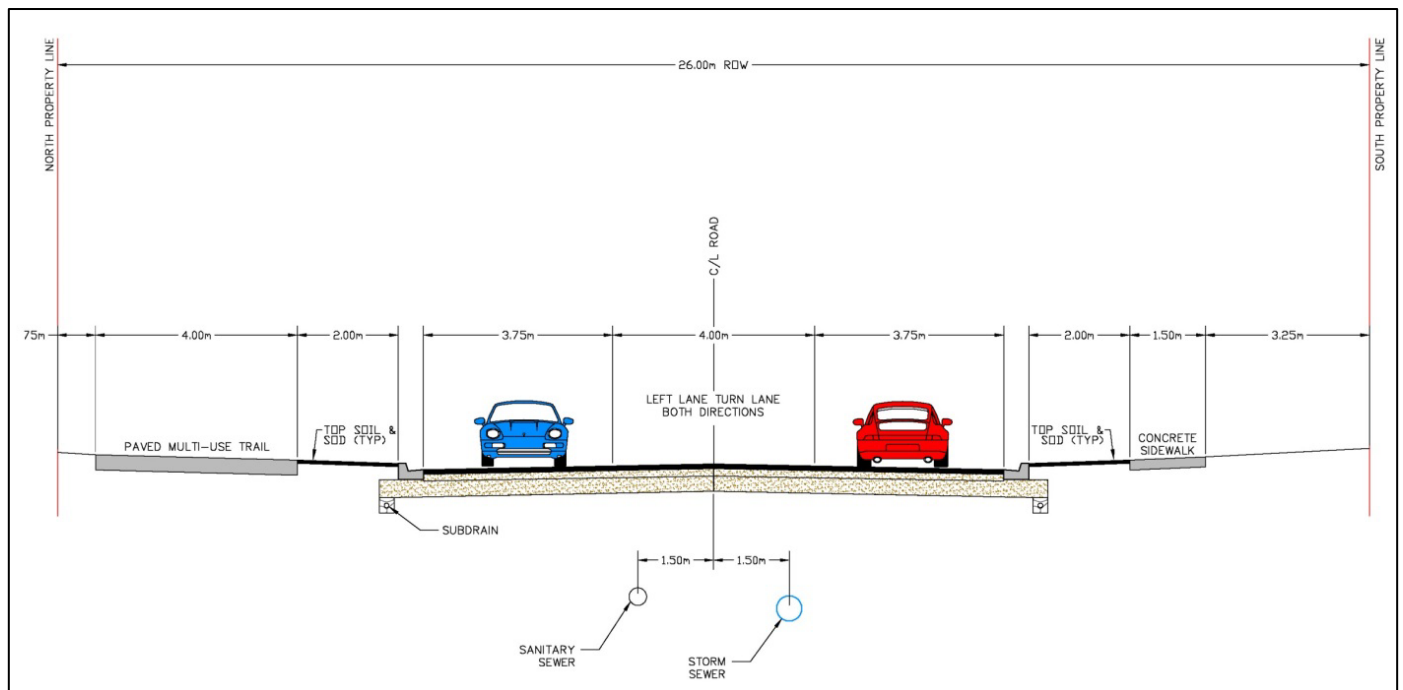 NORTH PROPERTY LINE
26.00m ROW
SOUTH PROPERTY LINE
C/L ROAD
75m
4.00m
2.00m
3.75m
4.00m
3.75m
2.00m
1.50m
3.25m
LEFT LANE TURN LANE
BOTH DIRECTIONS
PAVED MULTI-USE TRAIL
TOP SOIL &
SOD (TYP)
TOP SOIL &
SOD (TYP)
CONCRETE
SIDEWALK
SUBDRAIN
1.50m
1.50m
SANITARY
SEWER
STORM
SEWER